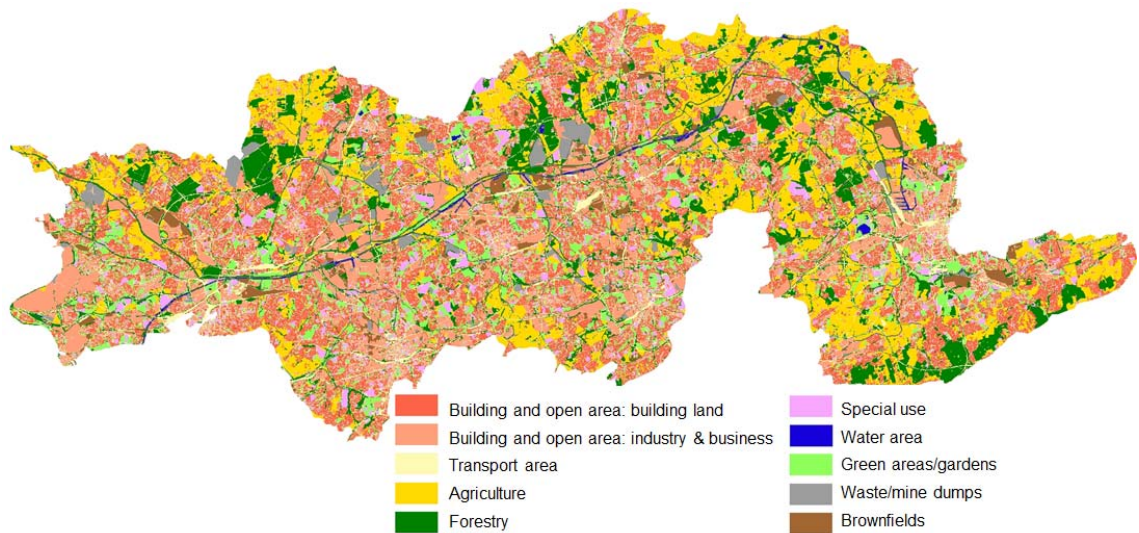 Building and open area: building land
Building and open area: industry & business
Transport area
Agriculture
Forestry
Special use
Water area
Green areas/gardens
Waste/mine dumps
Brownfields